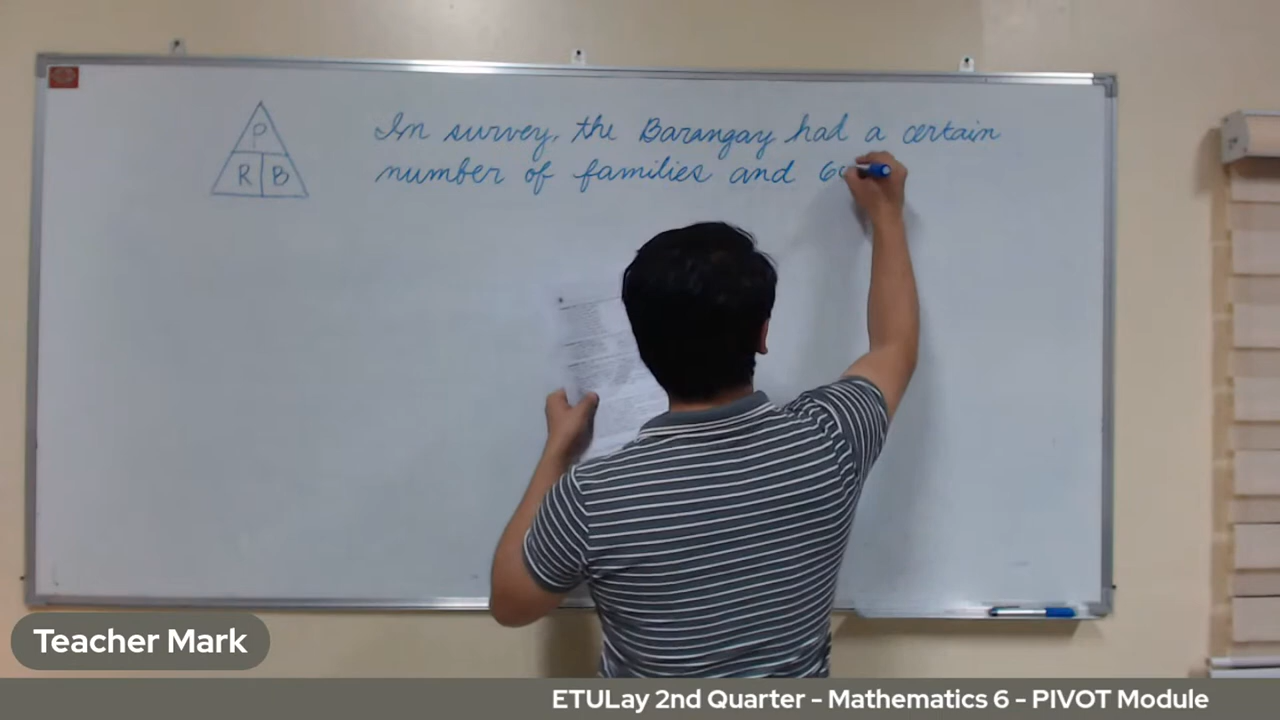 P
R B
In survey, the Barangay had a certain
number of families and 60
Teacher Mark
ETULay 2nd Quarter - Mathematics 6 - PIVOT Module